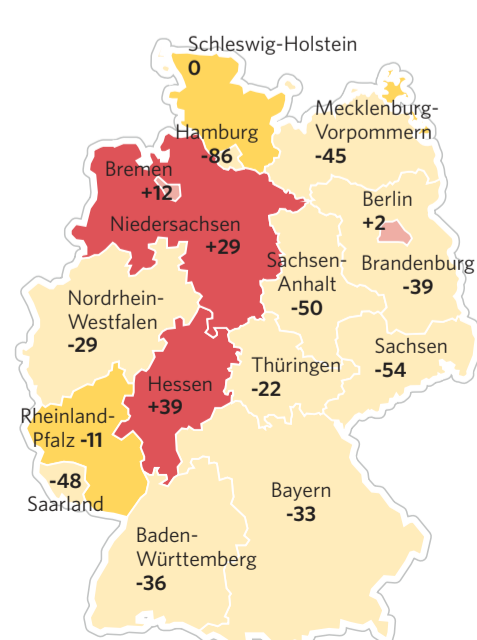 Schleswig-Holstein
0
Mecklenburg-
Vorpommern
-45
Hamburg
-86
Bremen
+12
Berlin
+2
Niedersachsen
+29
Sachsen-
Anhalt
-50
Brandenburg
-39
Nordrhein-
Westfalen
-29
Sachsen
-54
Thüringen
-22
Hessen
+39
Rheinland-
Pfalz -11
-48
Saarland
Bayern
-33
Baden-
Württemberg
-36